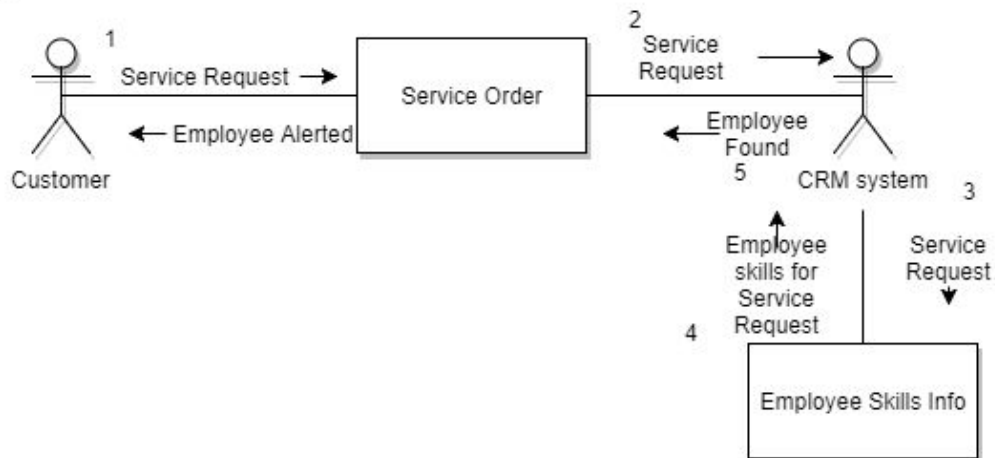 1
Service Request
Employee Alerted
Customer
Service Order
2
Service
Request
Employee
Found
5
CRM system
3
Employee
skills for
Service
Request
Service
Request
4
Employee Skills Info